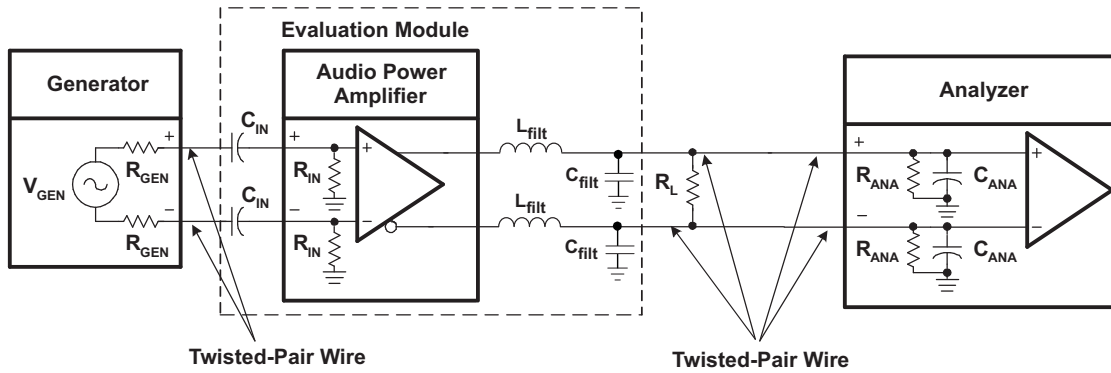 Evaluation Module
Generator
Audio Power
Amplifier
Analyzer
C_IN
L_filt
+
+
+
+
+
R_GEN
R_IN
C_filt
R_L
R_ANA
C_ANA
V_GEN
C_IN
L_filt
−
−
−
−
−
R_GEN
R_IN
C_filt
R_ANA
C_ANA
Twisted-Pair Wire
Twisted-Pair Wire